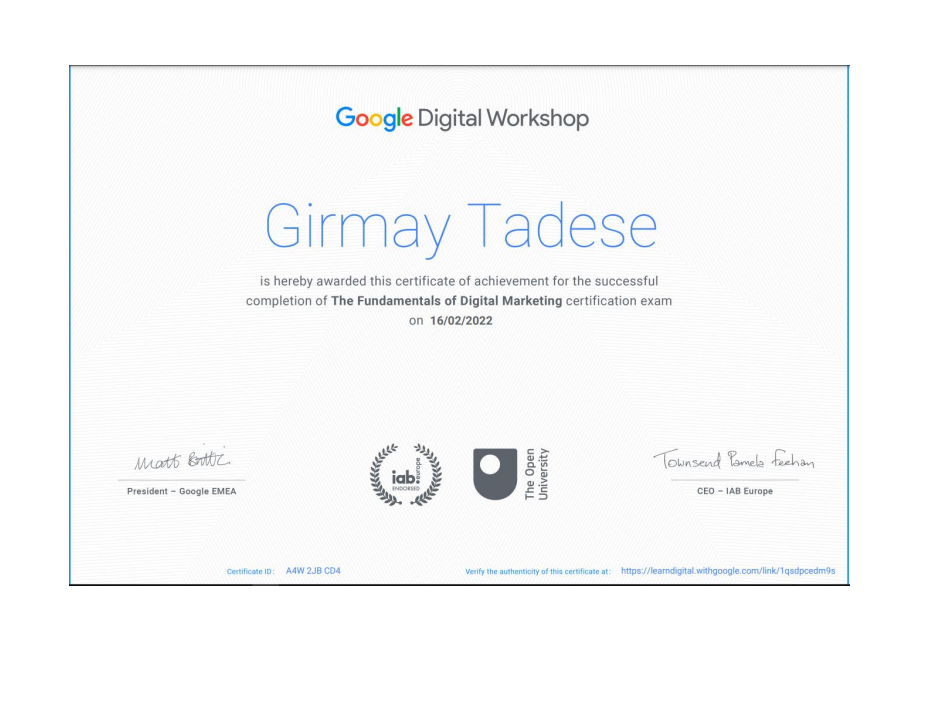 Google Digital Workshop
Girmay Tadese
is hereby awarded this certificate of achievement for the successful
completion of The Fundamentals of Digital Marketing certification exam
on 16/02/2022
Matt Brittin
President – Google EMEA
iab europe
ENDORSED
The Open
University
Townsend Pamela Feehan
CEO – IAB Europe
Certificate ID : A4W 2JB CD4
Verify the authenticity of this certificate at : https://learndigital.withgoogle.com/link/1qsdpcedm9s